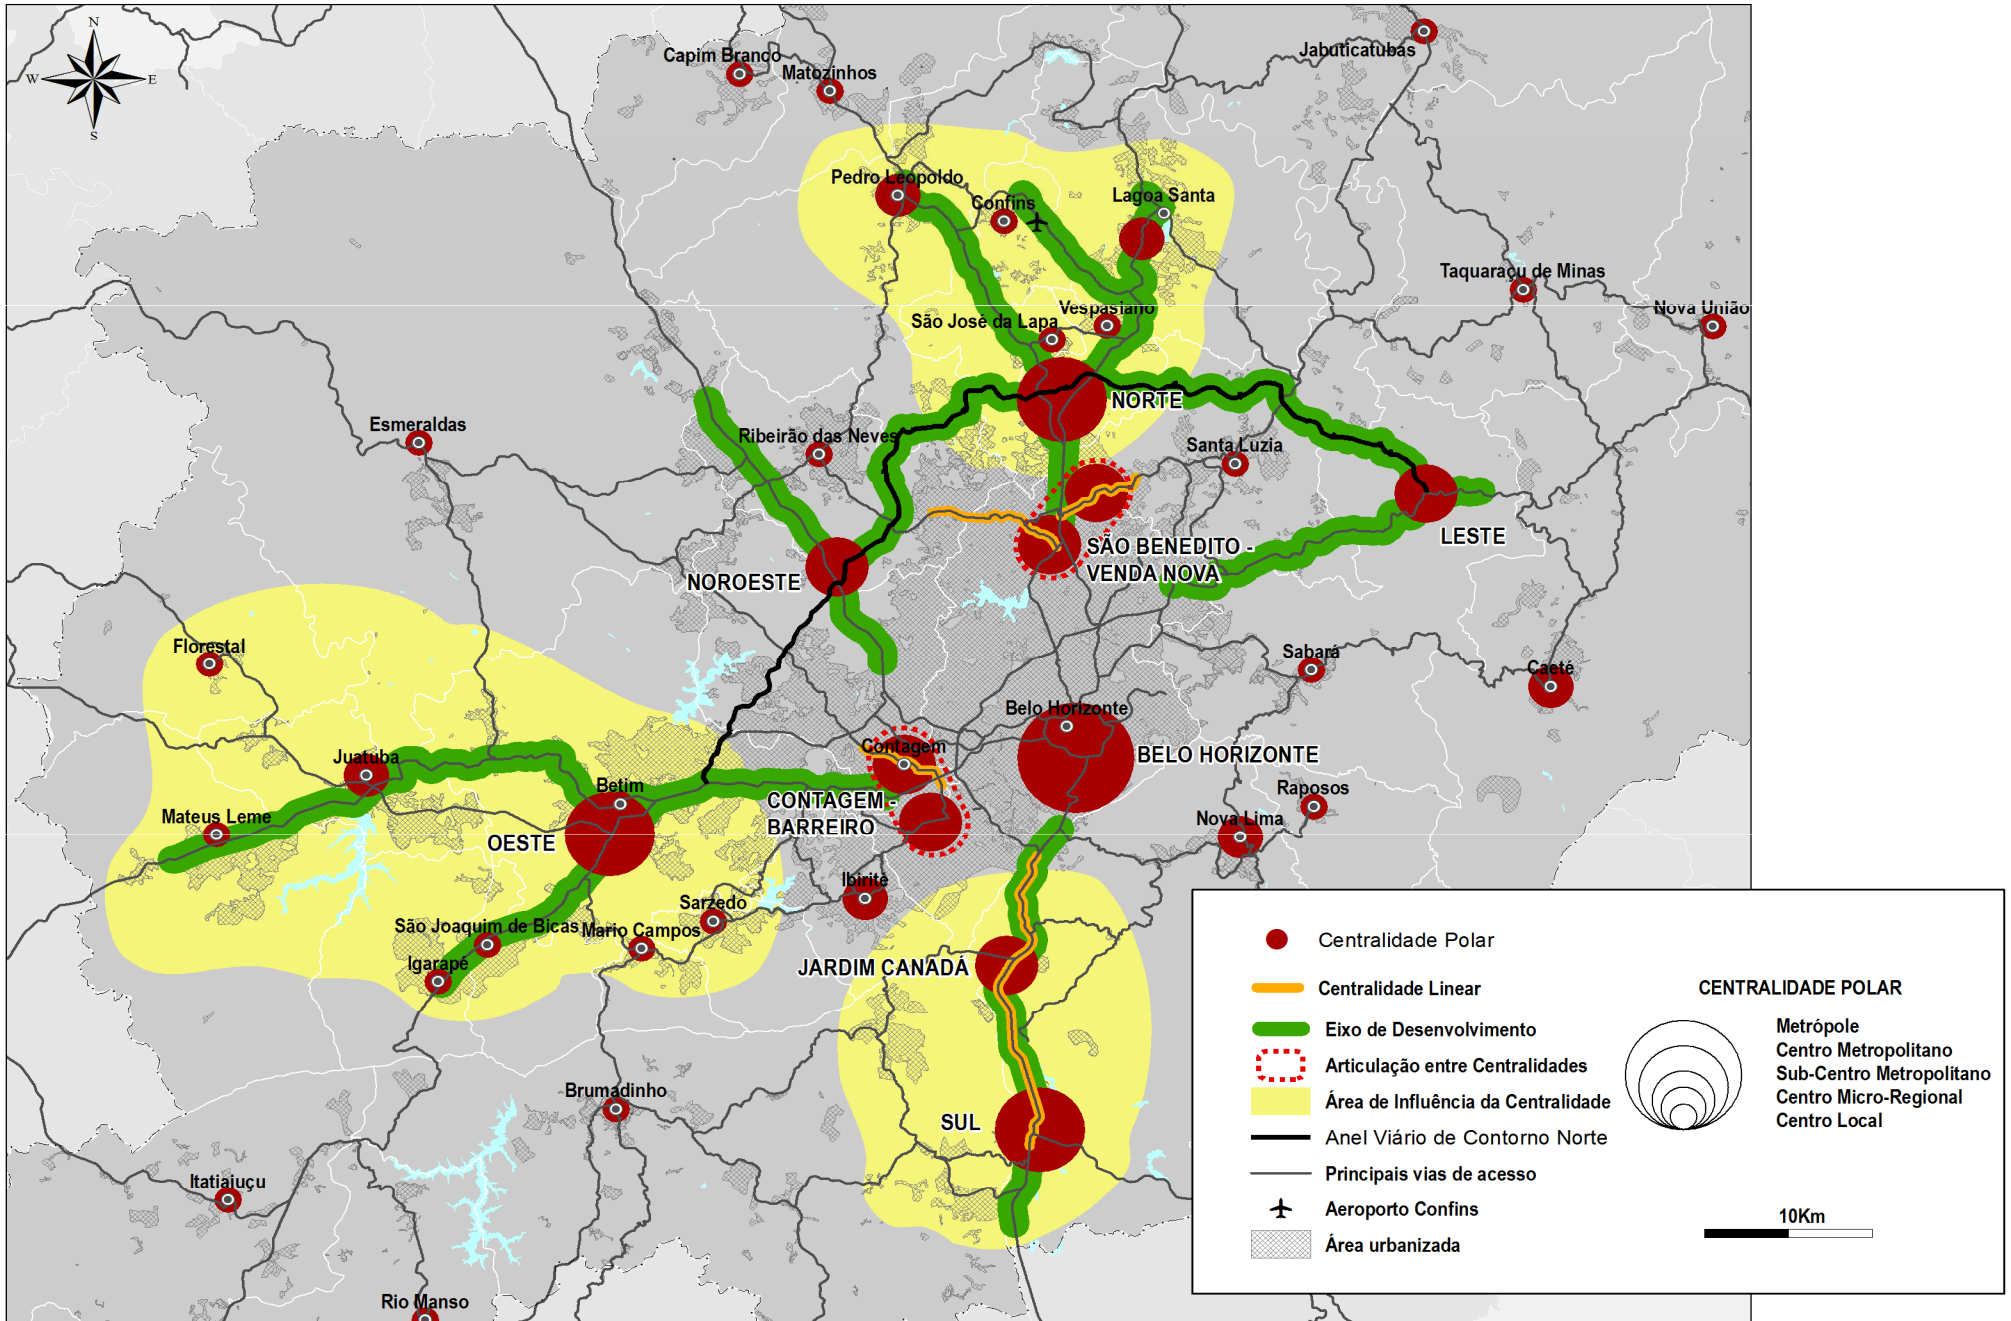 N
W
E
S
Capim Branco
Matozinhos
Jabuticatubas
Pedro Leopoldo
Confins
Lagoa Santa
Taquaraçu de Minas
Nova União
Vespasiano
São José da Lapa
NORTE
Esmeraldas
Ribeirão das Neves
Santa Luzia
LESTE
SÃO BENEDITO -
VENDA NOVA
NOROESTE
Florestal
Sabará
Caeté
Belo Horizonte
BELO HORIZONTE
Contagem
Juatuba
Betim
CONTAGEM -
BARREIRO
Raposos
Nova Lima
Mateus Leme
OESTE
Ibirité
Sarzedo
São Joaquim de Bicas
Mario Campos
Igarapé
JARDIM CANADÁ
Brumadinho
SUL
Itatiaiuçu
Rio Manso
Centralidade Polar
Centralidade Linear
Eixo de Desenvolvimento
Articulação entre Centralidades
Área de Influência da Centralidade
Anel Viário de Contorno Norte
Principais vias de acesso
Aeroporto Confins
Área urbanizada
CENTRALIDADE POLAR
Metrópole
Centro Metropolitano
Sub-Centro Metropolitano
Centro Micro-Regional
Centro Local
10Km